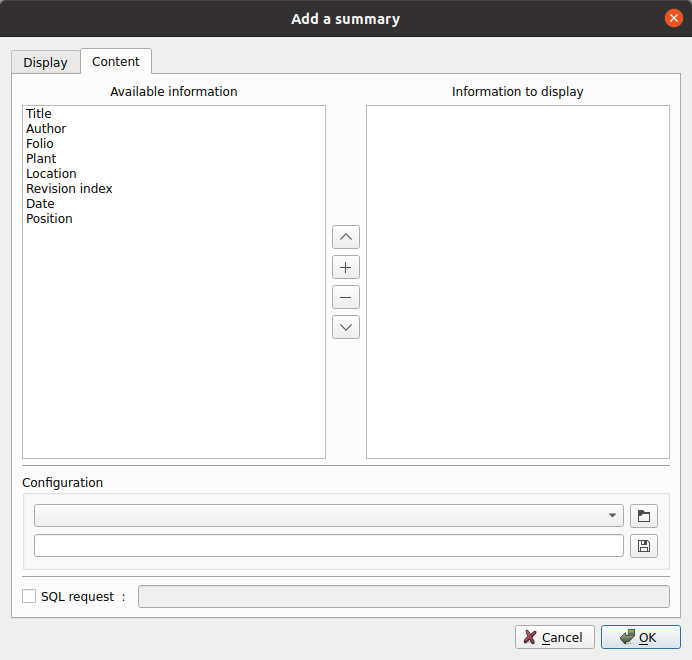 Add a summary
Display
Content
Available information
Information to display
Title
Author
Folio
Plant
Location
Revision index
Date
Position
Configuration
SQL request :
Cancel
OK